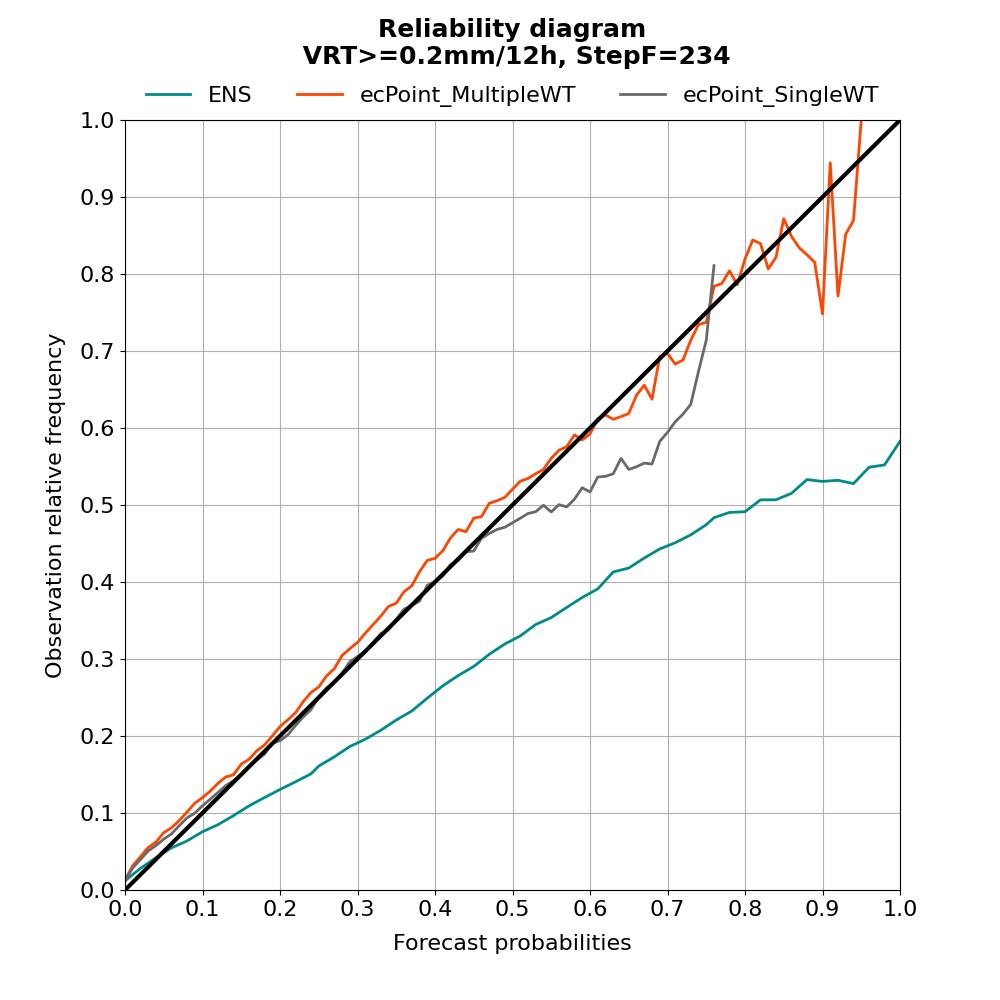 Reliability diagram
VRT>=0.2mm/12h, StepF=234
ENS ecPoint_MultipleWT ecPoint_SingleWT
1.0
0.9
0.8
0.7
0.6
0.5
0.4
0.3
0.2
0.1
0.0
Observation relative frequency
0.0 0.1 0.2 0.3 0.4 0.5 0.6 0.7 0.8 0.9 1.0
Forecast probabilities